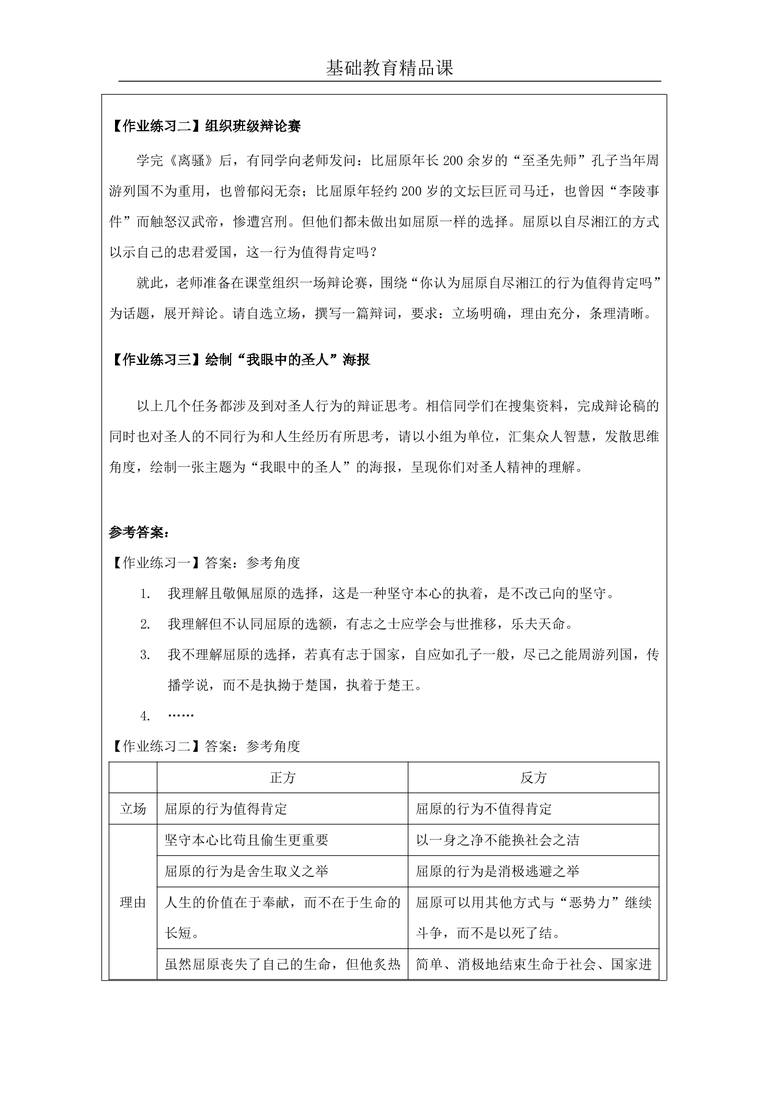 基础教育精品课
【作业练习二】组织班级辩论赛
学完《离骚》后，有同学向老师发问：比屈原年长 200 余岁的“至圣先师”孔子当年周
游列国不为重用，也曾郁闷无奈；比屈原年轻约 200 岁的文坛巨匠司马迁，也曾因“李陵事
件”而触怒汉武帝，惨遭宫刑。但他们都未做出如屈原一样的选择。屈原以自尽湘江的方式
以示自己的忠君爱国，这一行为值得肯定吗？
就此，老师准备在课堂组织一场辩论赛，围绕“你认为屈原自尽湘江的行为值得肯定吗”
为话题，展开辩论。请自选立场，撰写一篇辩词，要求：立场明确，理由充分，条理清晰。
【作业练习三】绘制“我眼中的圣人”海报
以上几个任务都涉及到对圣人行为的辩证思考。相信同学们在搜集资料，完成辩论稿的
同时也对圣人的不同行为和人生经历有所思考，请以小组为单位，汇集众人智慧，发散思维
角度，绘制一张主题为“我眼中的圣人”的海报，呈现你们对圣人精神的理解。
参考答案：
【作业练习一】答案：参考角度
1. 我理解且敬佩屈原的选择，这是一种坚守本心的执着，是不改己向的坚守。
2. 我理解但不认同屈原的选额，有志之士应学会与世推移，乐夫天命。
3. 我不理解屈原的选择，若真有志于国家，自应如孔子一般，尽己之能周游列国，传
播学说，而不是执拗于楚国，执着于楚王。
4. ……
【作业练习二】答案：参考角度
正方 反方
立场 屈原的行为值得肯定 屈原的行为不值得肯定
坚守本心比苟且偷生更重要 以一身之净不能换社会之洁
屈原的行为是舍生取义之举 屈原的行为是消极逃避之举
理由 人生的价值在于奉献，而不在于生命的 屈原可以用其他方式与“恶势力”继续
长短。 斗争，而不是以死了结。
虽然屈原丧失了自己的生命，但他炙热 简单、消极地结束生命于社会、国家进